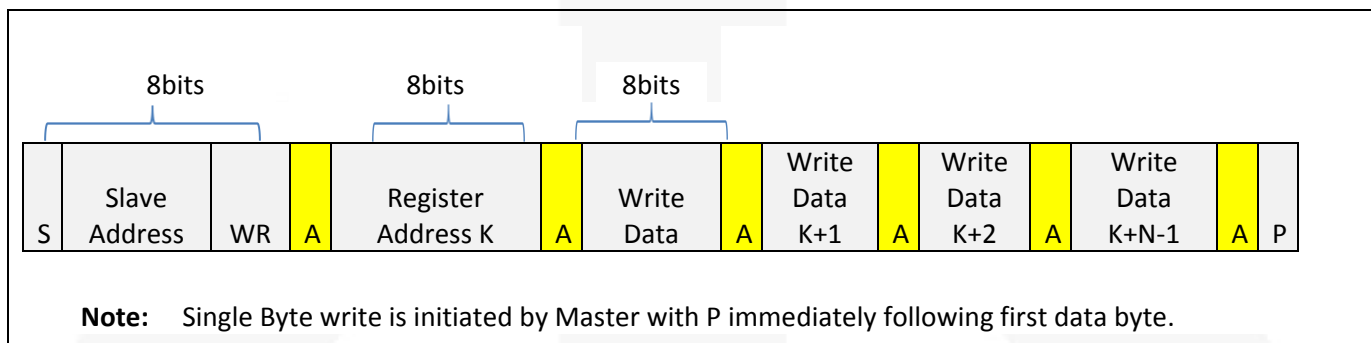 8bits 8bits 8bits
S Slave Address WR A Register Address K A Write Data A Write Data K+1 A Write Data K+2 A Write Data K+N-1 A P
Note: Single Byte write is initiated by Master with P immediately following first data byte.